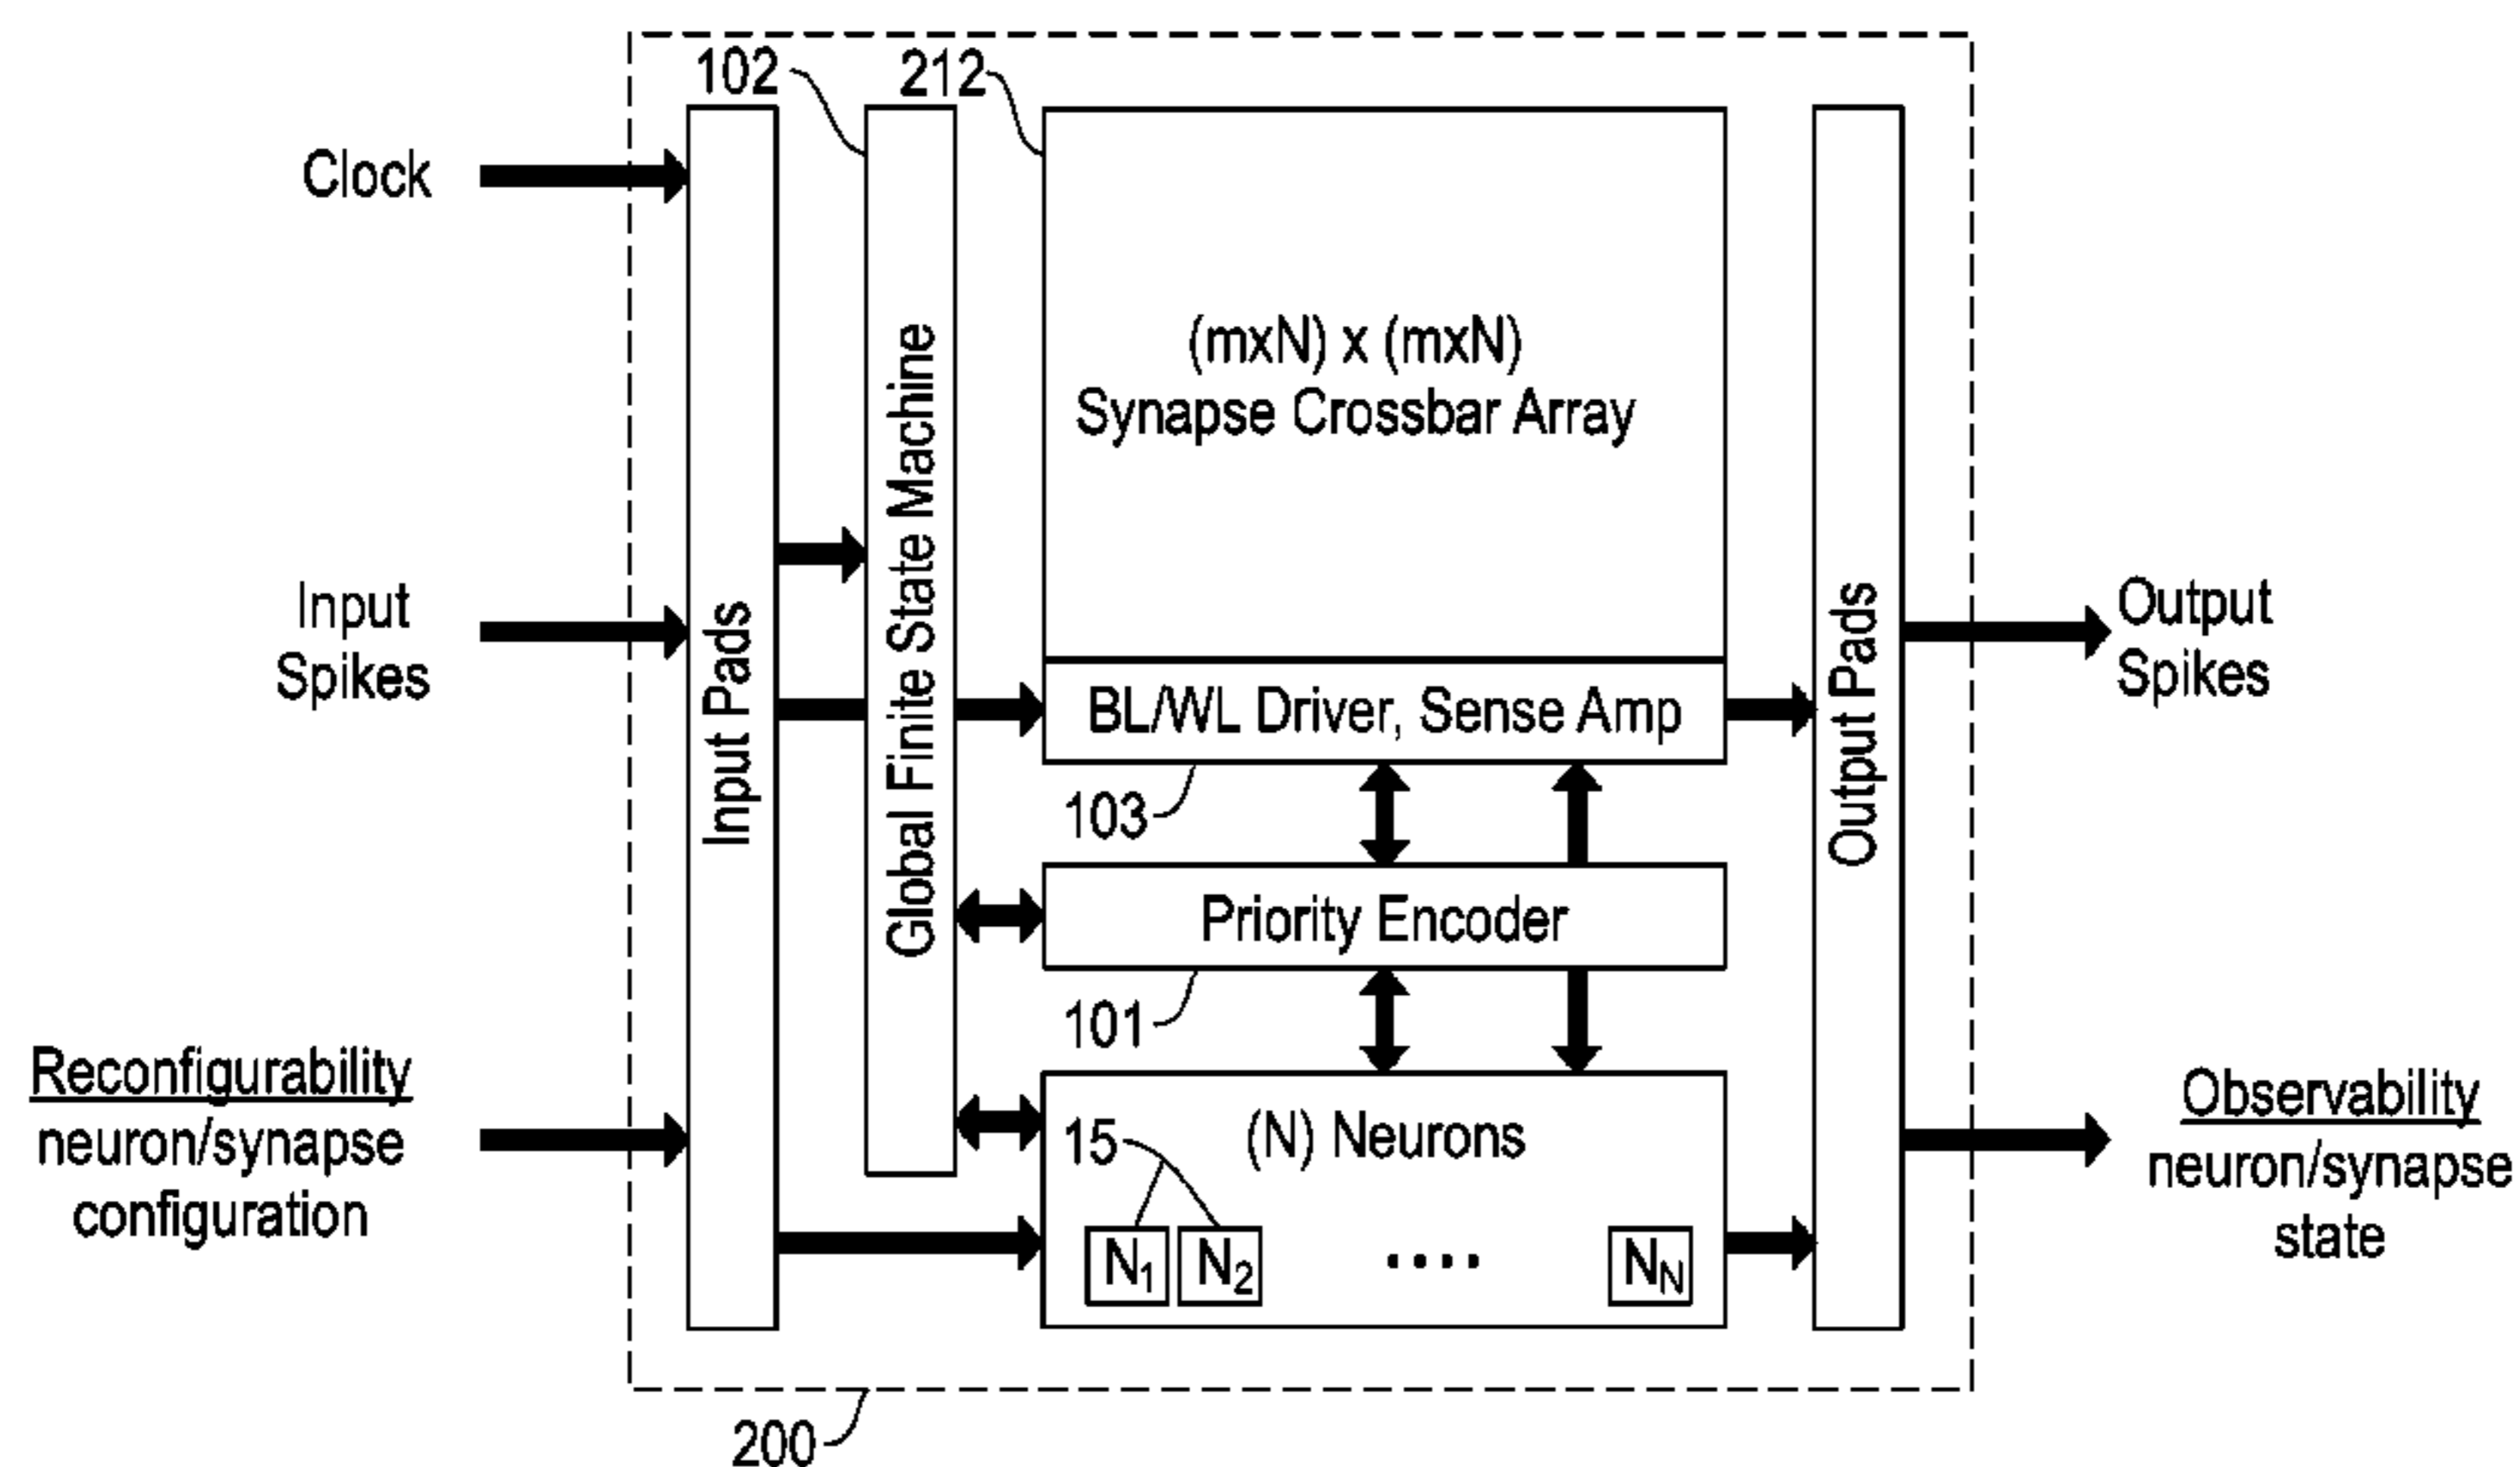 102
212
Clock
Input
Spikes
Reconfigurability
neuron/synapse
configuration
Input Pads
Global Finite State Machine
(mxN) x (mxN)
Synapse Crossbar Array
BL/WL Driver, Sense Amp
103
Priority Encoder
101
(N) Neurons
15
N1 N2 .... NN
Output Pads
Output
Spikes
Observability
neuron/synapse
state
200